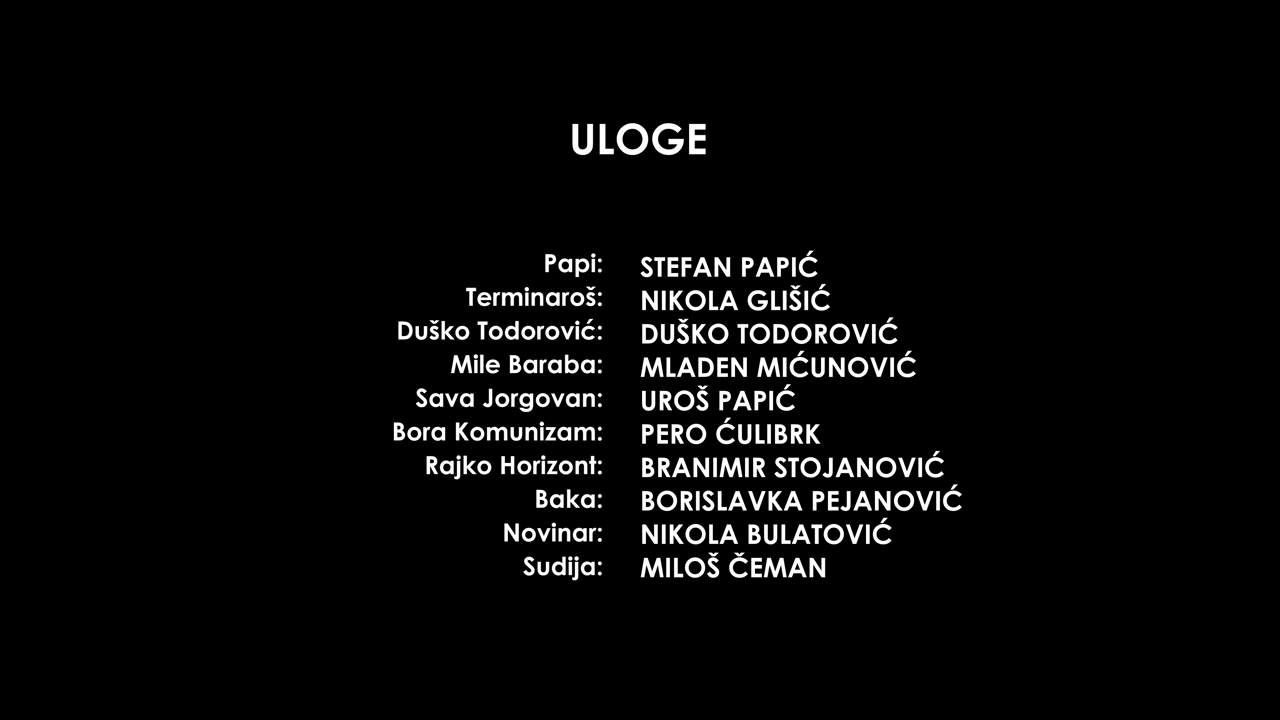 ULOGE
Papi: STEFAN PAPIĆ
Terminaroš: NIKOLA GLIŠIĆ
Duško Todorović: DUŠKO TODOROVIĆ
Mile Baraba: MLADEN MIĆUNOVIĆ
Sava Jorgovan: UROŠ PAPIĆ
Bora Komunizam: PERO ĆULIBRK
Rajko Horizont: BRANIMIR STOJANOVIĆ
Baka: BORISLAVKA PEJANOVIĆ
Novinar: NIKOLA BULATOVIĆ
Sudija: MILOŠ ČEMAN